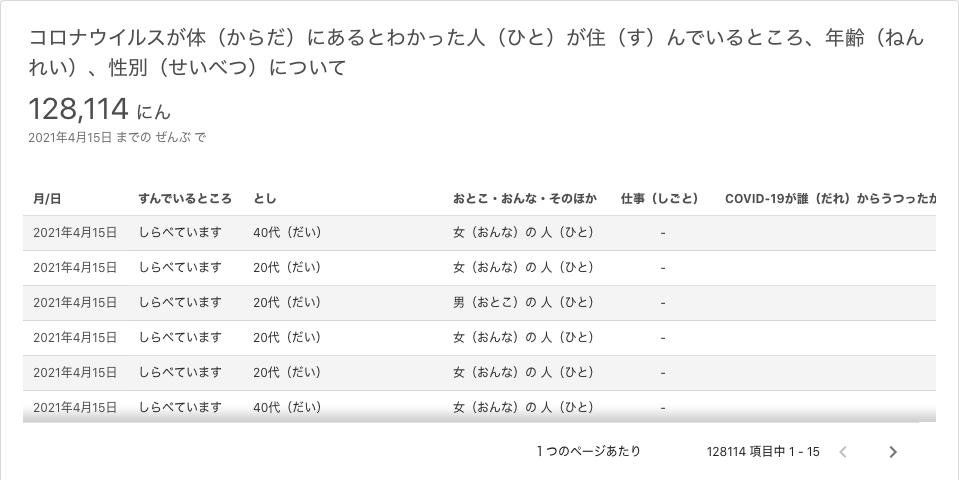 コロナウイルスが体（からだ）にあるとわかった人（ひと）が住（す）んでいるところ、年齢（ねん
れい）、性別（せいべつ）について
128,114 にん
2021年4月15日 までの ぜんぶ で
月/日 すんでいるところ とし おとこ・おんな・そのほか 仕事（しごと） COVID-19が誰（だれ）からうつったか
2021年4月15日 しらべています 40代（だい） 女（おんな）の 人（ひと） -
2021年4月15日 しらべています 20代（だい） 女（おんな）の 人（ひと） -
2021年4月15日 しらべています 20代（だい） 男（おとこ）の 人（ひと） -
2021年4月15日 しらべています 20代（だい） 女（おんな）の 人（ひと） -
2021年4月15日 しらべています 20代（だい） 女（おんな）の 人（ひと） -
2021年4月15日 しらべています 40代（だい） 女（おんな）の 人（ひと） -
1 つのページあたり 128114 項目中 1 - 15